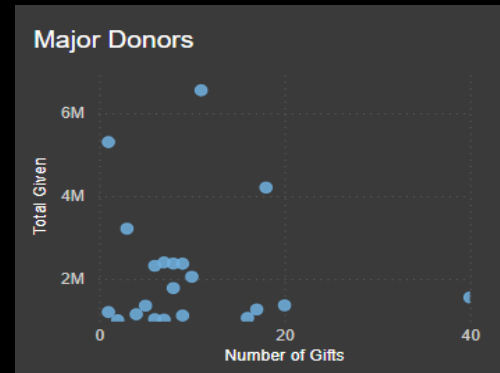 Major Donors
6M
4M
2M
Total Given
0 20 40
Number of Gifts